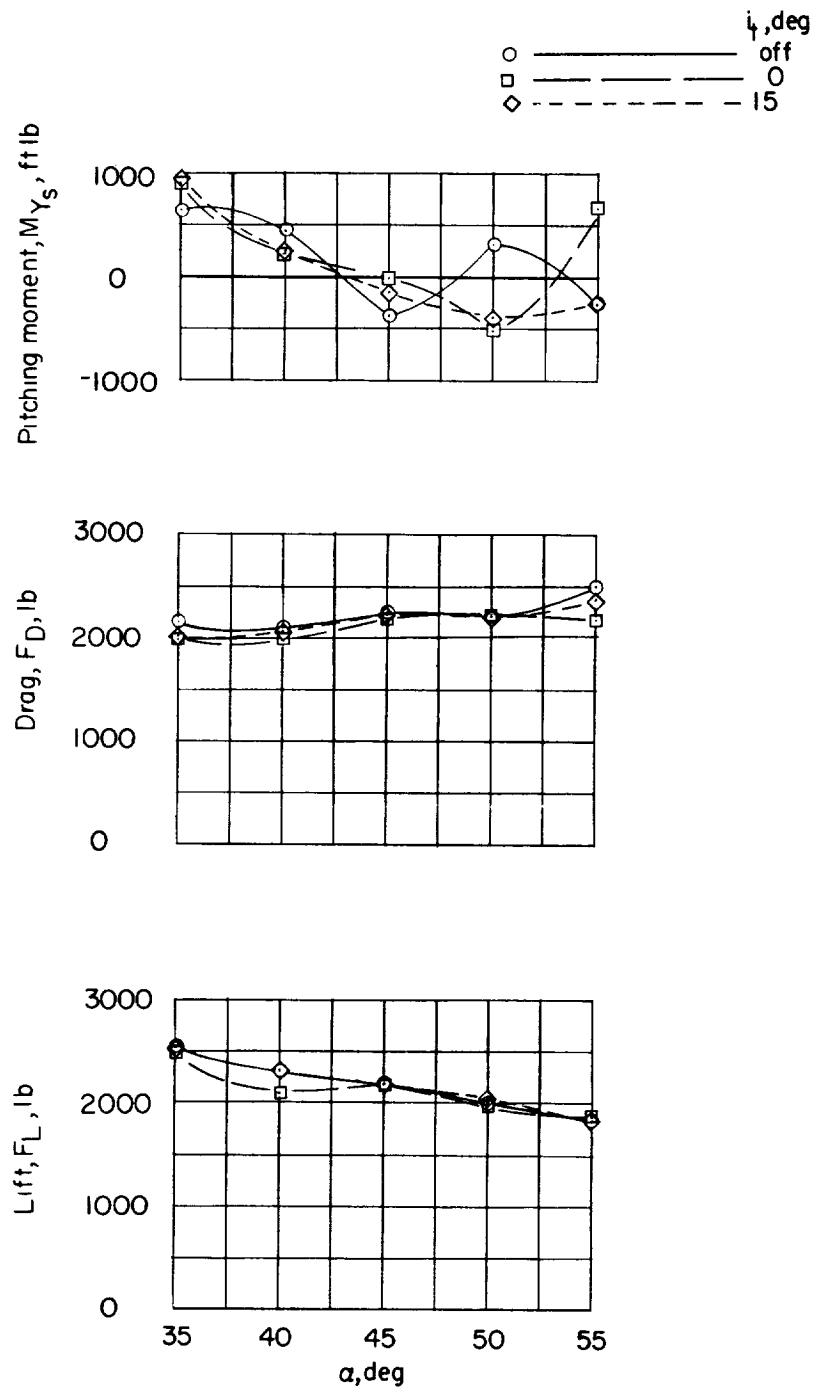 i_t, deg
off
0
15
Pitching moment, M_Y_S, ft lb
1000
0
-1000
Drag, F_D, lb
3000
2000
1000
0
Lift, F_L, lb
3000
2000
1000
0
35 40 45 50 55
α, deg